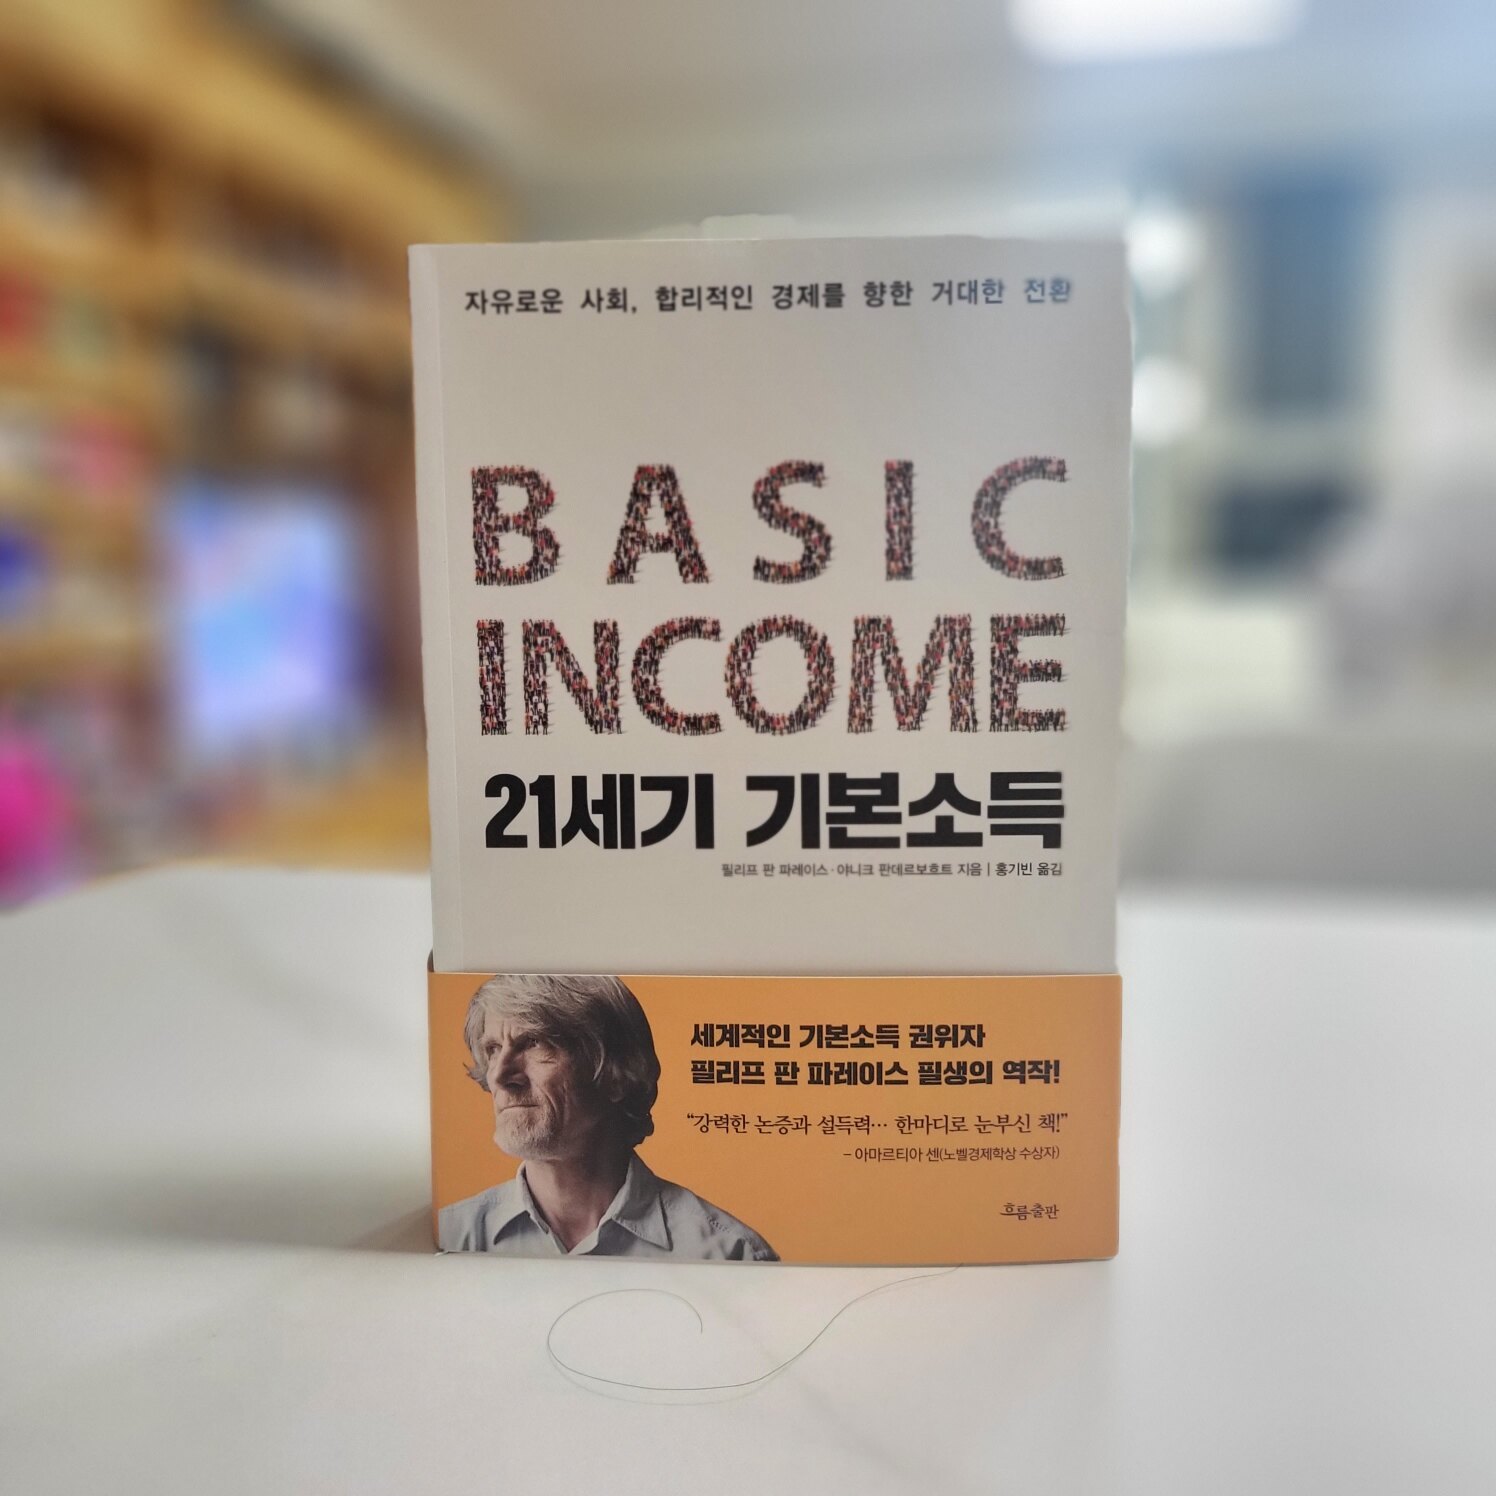 자유로운 사회, 합리적인 경제를 향한 거대한 전환
BASIC
INCOME
21세기 기본소득
필리프 판 파레이스·야니크 판데르보흐트 지음 | 홍기빈 옮김
세계적인 기본소득 권위자
필리프 판 파레이스 필생의 역작!
“강력한 논증과 설득력… 한마디로 눈부신 책!”
– 아마르티아 센(노벨경제학상 수상자)
흐름출판